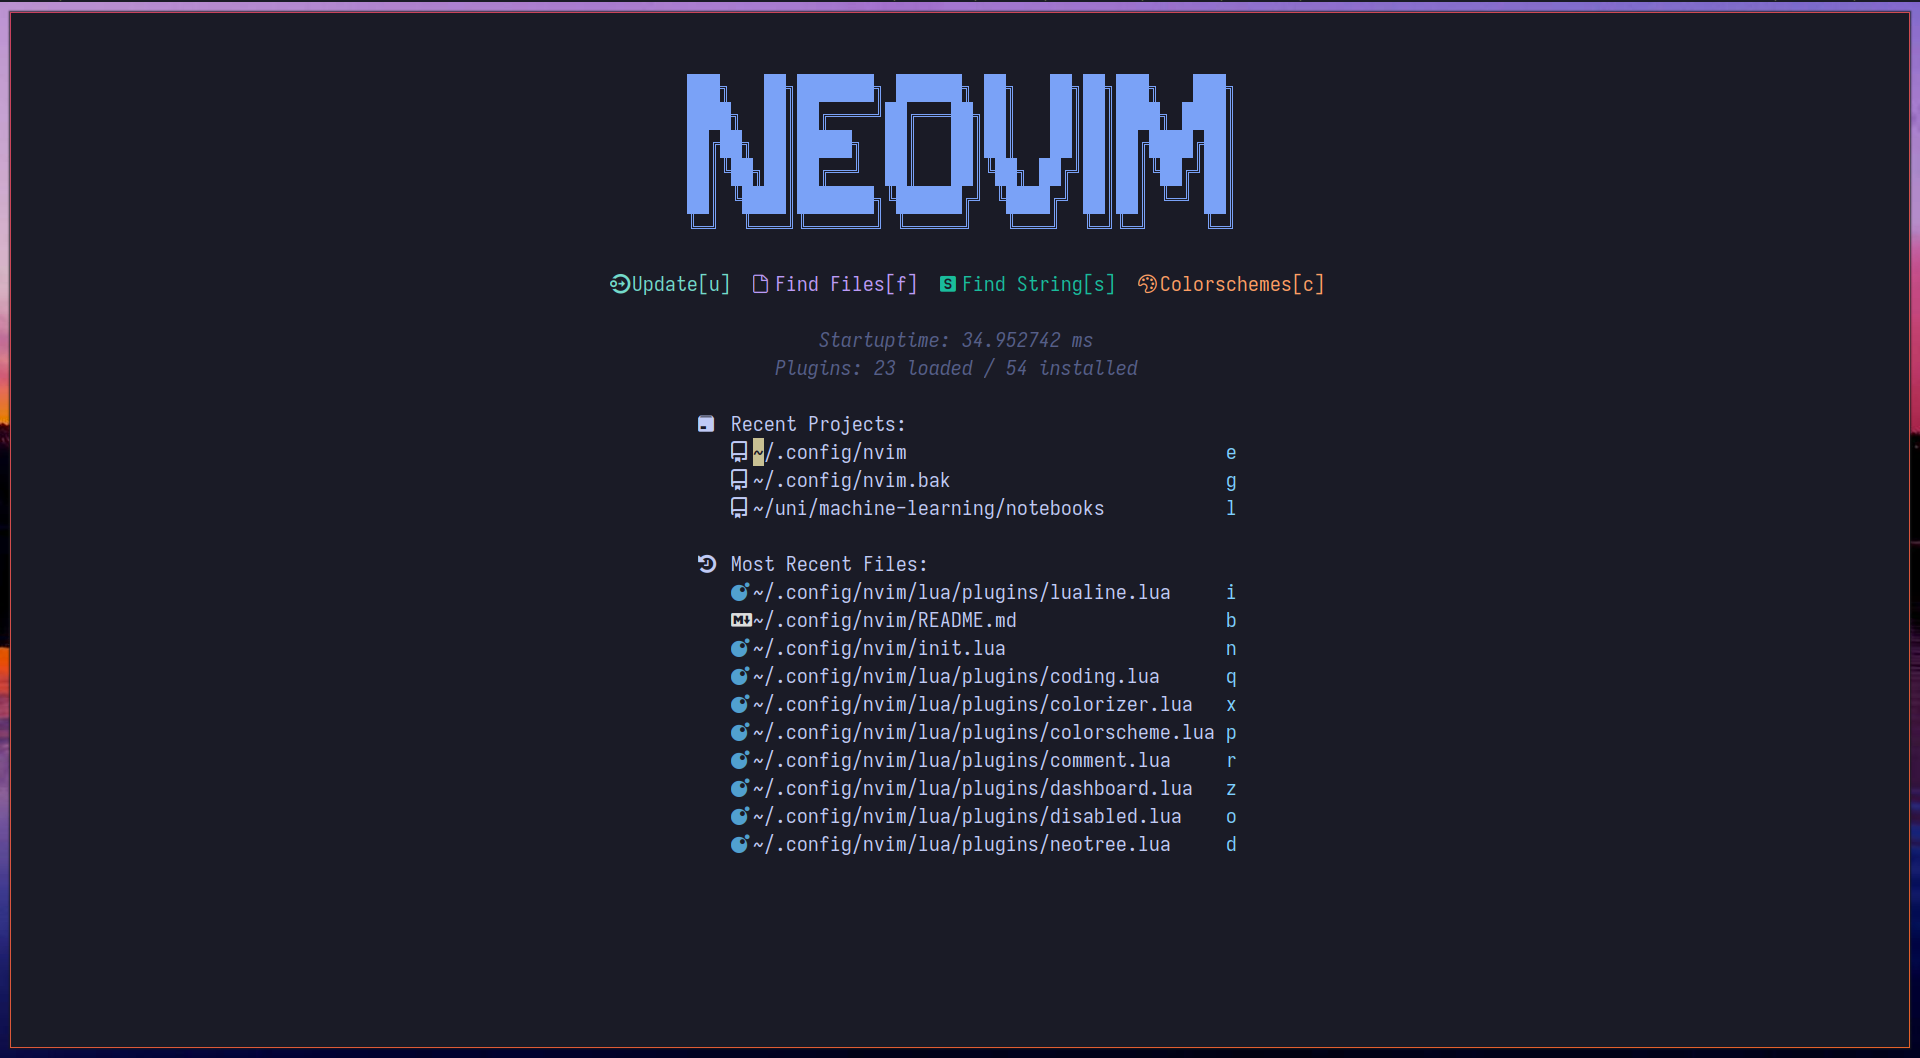 NEOVIM
Update[u] Find Files[f] S Find String[s] Colorschemes[c]
Startuptime: 34.952742 ms
Plugins: 23 loaded / 54 installed
Recent Projects:
~/.config/nvim e
~/.config/nvim.bak g
~/uni/machine-learning/notebooks l
Most Recent Files:
~/.config/nvim/lua/plugins/lualine.lua i
M↓ ~/.config/nvim/README.md b
~/.config/nvim/init.lua n
~/.config/nvim/lua/plugins/coding.lua q
~/.config/nvim/lua/plugins/colorizer.lua x
~/.config/nvim/lua/plugins/colorscheme.lua p
~/.config/nvim/lua/plugins/comment.lua r
~/.config/nvim/lua/plugins/dashboard.lua z
~/.config/nvim/lua/plugins/disabled.lua o
~/.config/nvim/lua/plugins/neotree.lua d